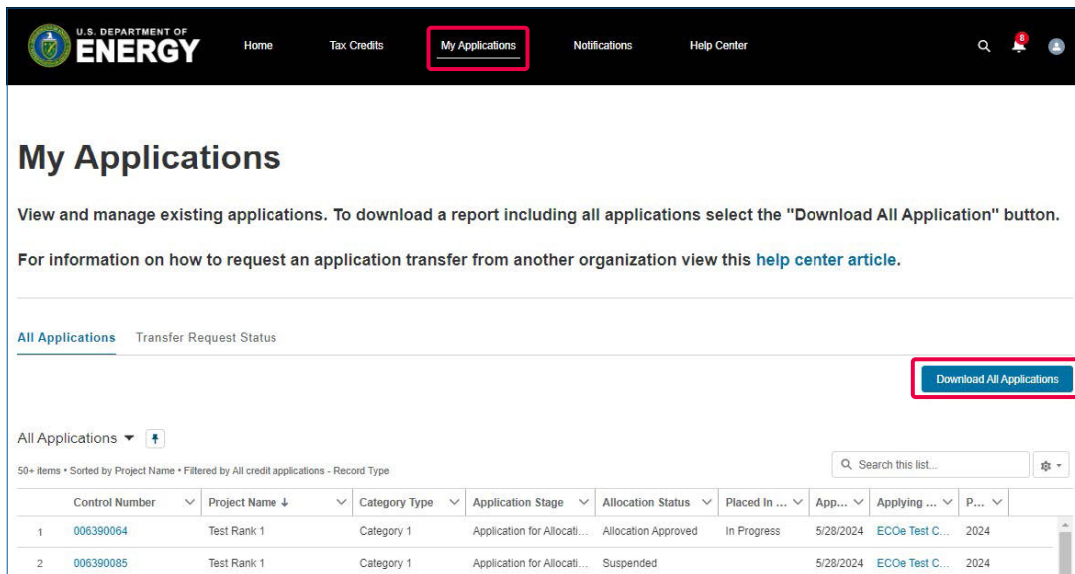 U.S. DEPARTMENT OF
ENERGY
Home Tax Credits My Applications Notifications Help Center 8
My Applications
View and manage existing applications. To download a report including all applications select the "Download All Application" button.
For information on how to request an application transfer from another organization view this help center article.
All Applications Transfer Request Status
Download All Applications
All Applications
50+ items • Sorted by Project Name • Filtered by All credit applications - Record Type
Search this list...
Control Number Project Name Category Type Application Stage Allocation Status Placed In ... App... Applying ... P...
1 006390064 Test Rank 1 Category 1 Application for Allocati... Allocation Approved In Progress 5/28/2024 ECOe Test C... 2024
2 006390085 Test Rank 1 Category 1 Application for Allocati... Suspended 5/28/2024 ECOe Test C... 2024